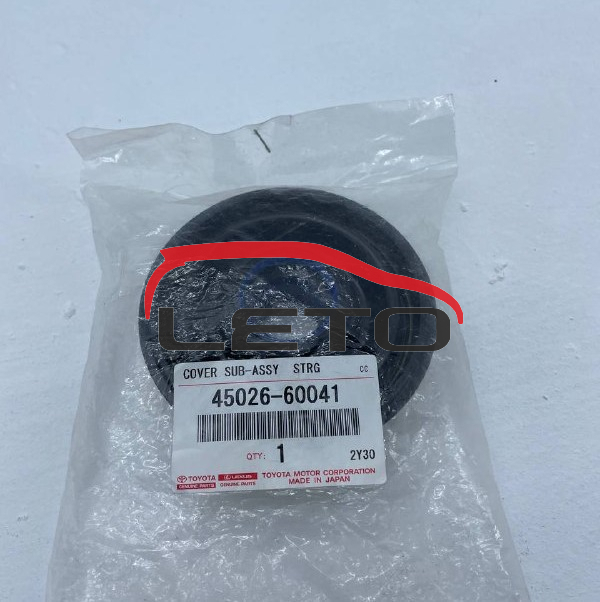 LETO
COVER SUB-ASSY STRG CC
45026-60041
QTY: 1 2Y30
TOYOTA LEXUS TOYOTA MOTOR CORPORATION
GENUINE PARTS GENUINE PARTS MADE IN JAPAN